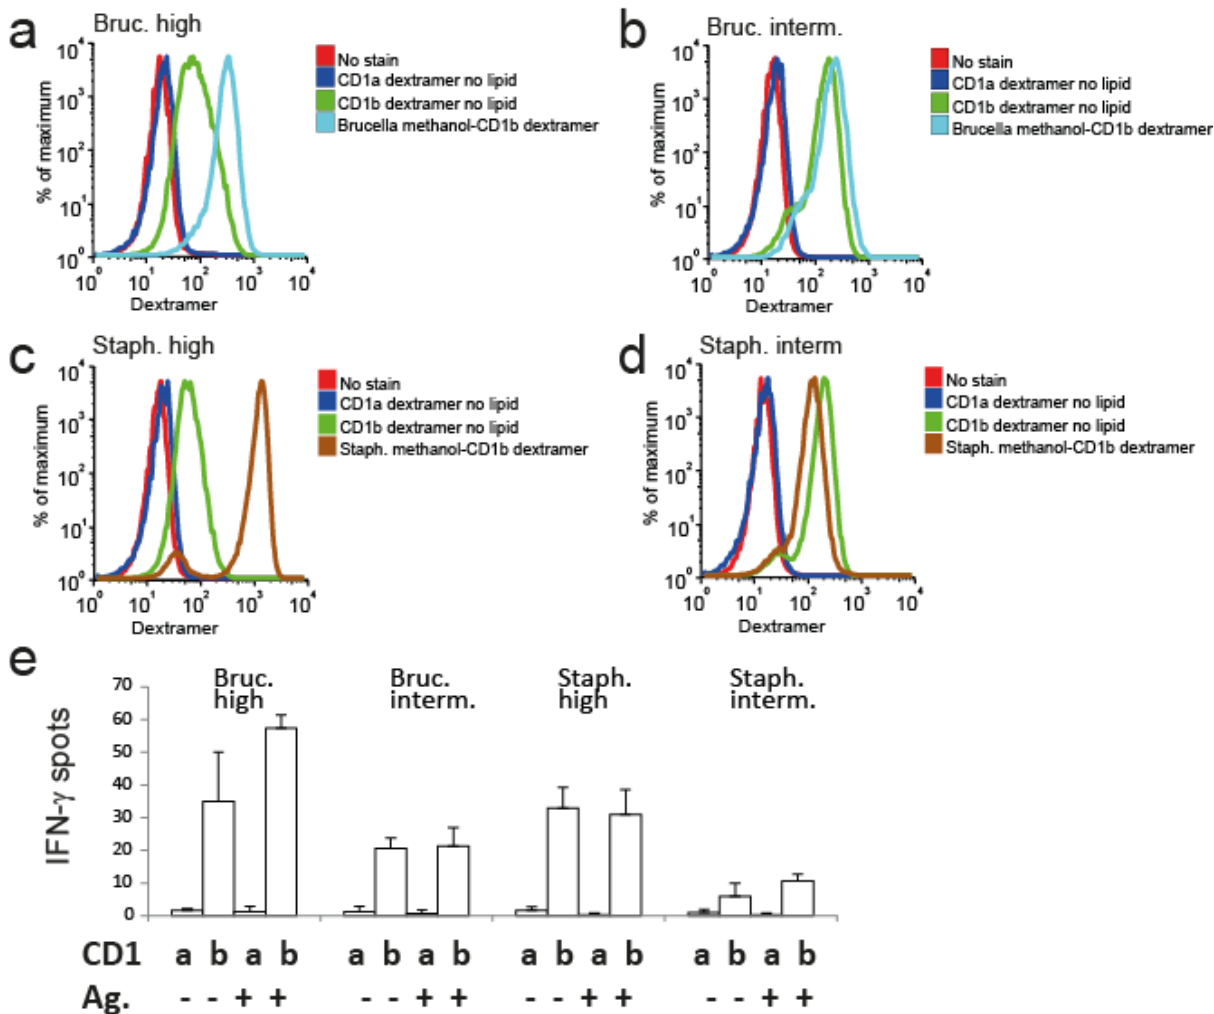 a
Bruc. high
% of maximum
10⁴
10³
10²
10¹
10⁰
10⁰ 10¹ 10² 10³ 10⁴
Dextramer
No stain
CD1a dextramer no lipid
CD1b dextramer no lipid
Brucella methanol-CD1b dextramer
b
Bruc. interm.
% of maximum
10⁴
10³
10²
10¹
10⁰
10⁰ 10¹ 10² 10³ 10⁴
Dextramer
No stain
CD1a dextramer no lipid
CD1b dextramer no lipid
Brucella methanol-CD1b dextramer
c
Staph. high
% of maximum
10⁴
10³
10²
10¹
10⁰
10⁰ 10¹ 10² 10³ 10⁴
Dextramer
No stain
CD1a dextramer no lipid
CD1b dextramer no lipid
Staph. methanol-CD1b dextramer
d
Staph. interm
% of maximum
10⁴
10³
10²
10¹
10⁰
10⁰ 10¹ 10² 10³ 10⁴
Dextramer
No stain
CD1a dextramer no lipid
CD1b dextramer no lipid
Staph. methanol-CD1b dextramer
e
IFN-γ spots
70
60
50
40
30
20
10
0
Bruc.
high
Bruc.
interm.
Staph.
high
Staph.
interm.
CD1 a b a b a b a b a b a b a b a b
Ag. - - + + - - + + - - + + - - + +